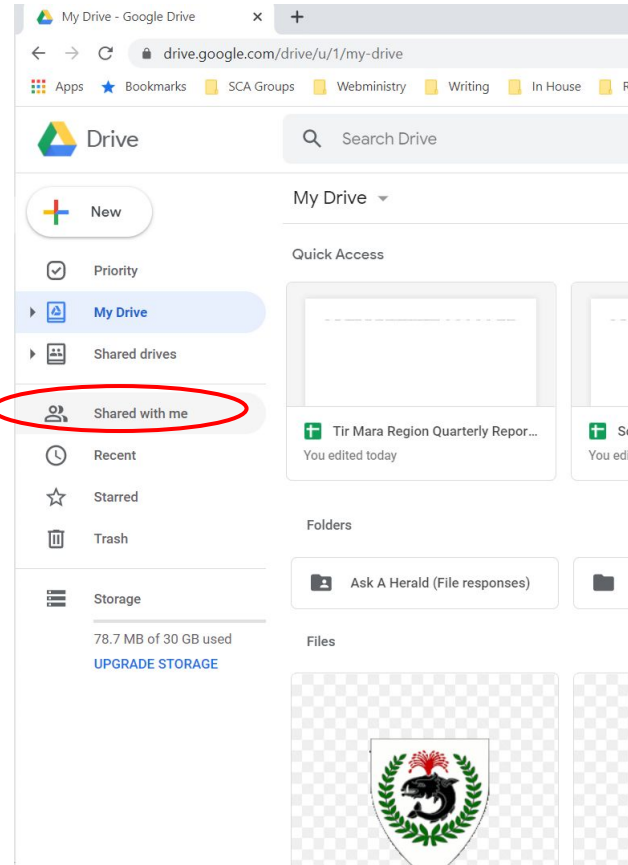 My Drive - Google Drive
drive.google.com/drive/u/1/my-drive
Apps Bookmarks SCA Groups Webministry Writing In House R
Drive
Search Drive
New
My Drive
Quick Access
Priority
My Drive
Shared drives
Shared with me
Recent
Starred
Trash
Storage
78.7 MB of 30 GB used
UPGRADE STORAGE
Tir Mara Region Quarterly Repor...
You edited today
Se
You edi
Folders
Ask A Herald (File responses)
Files